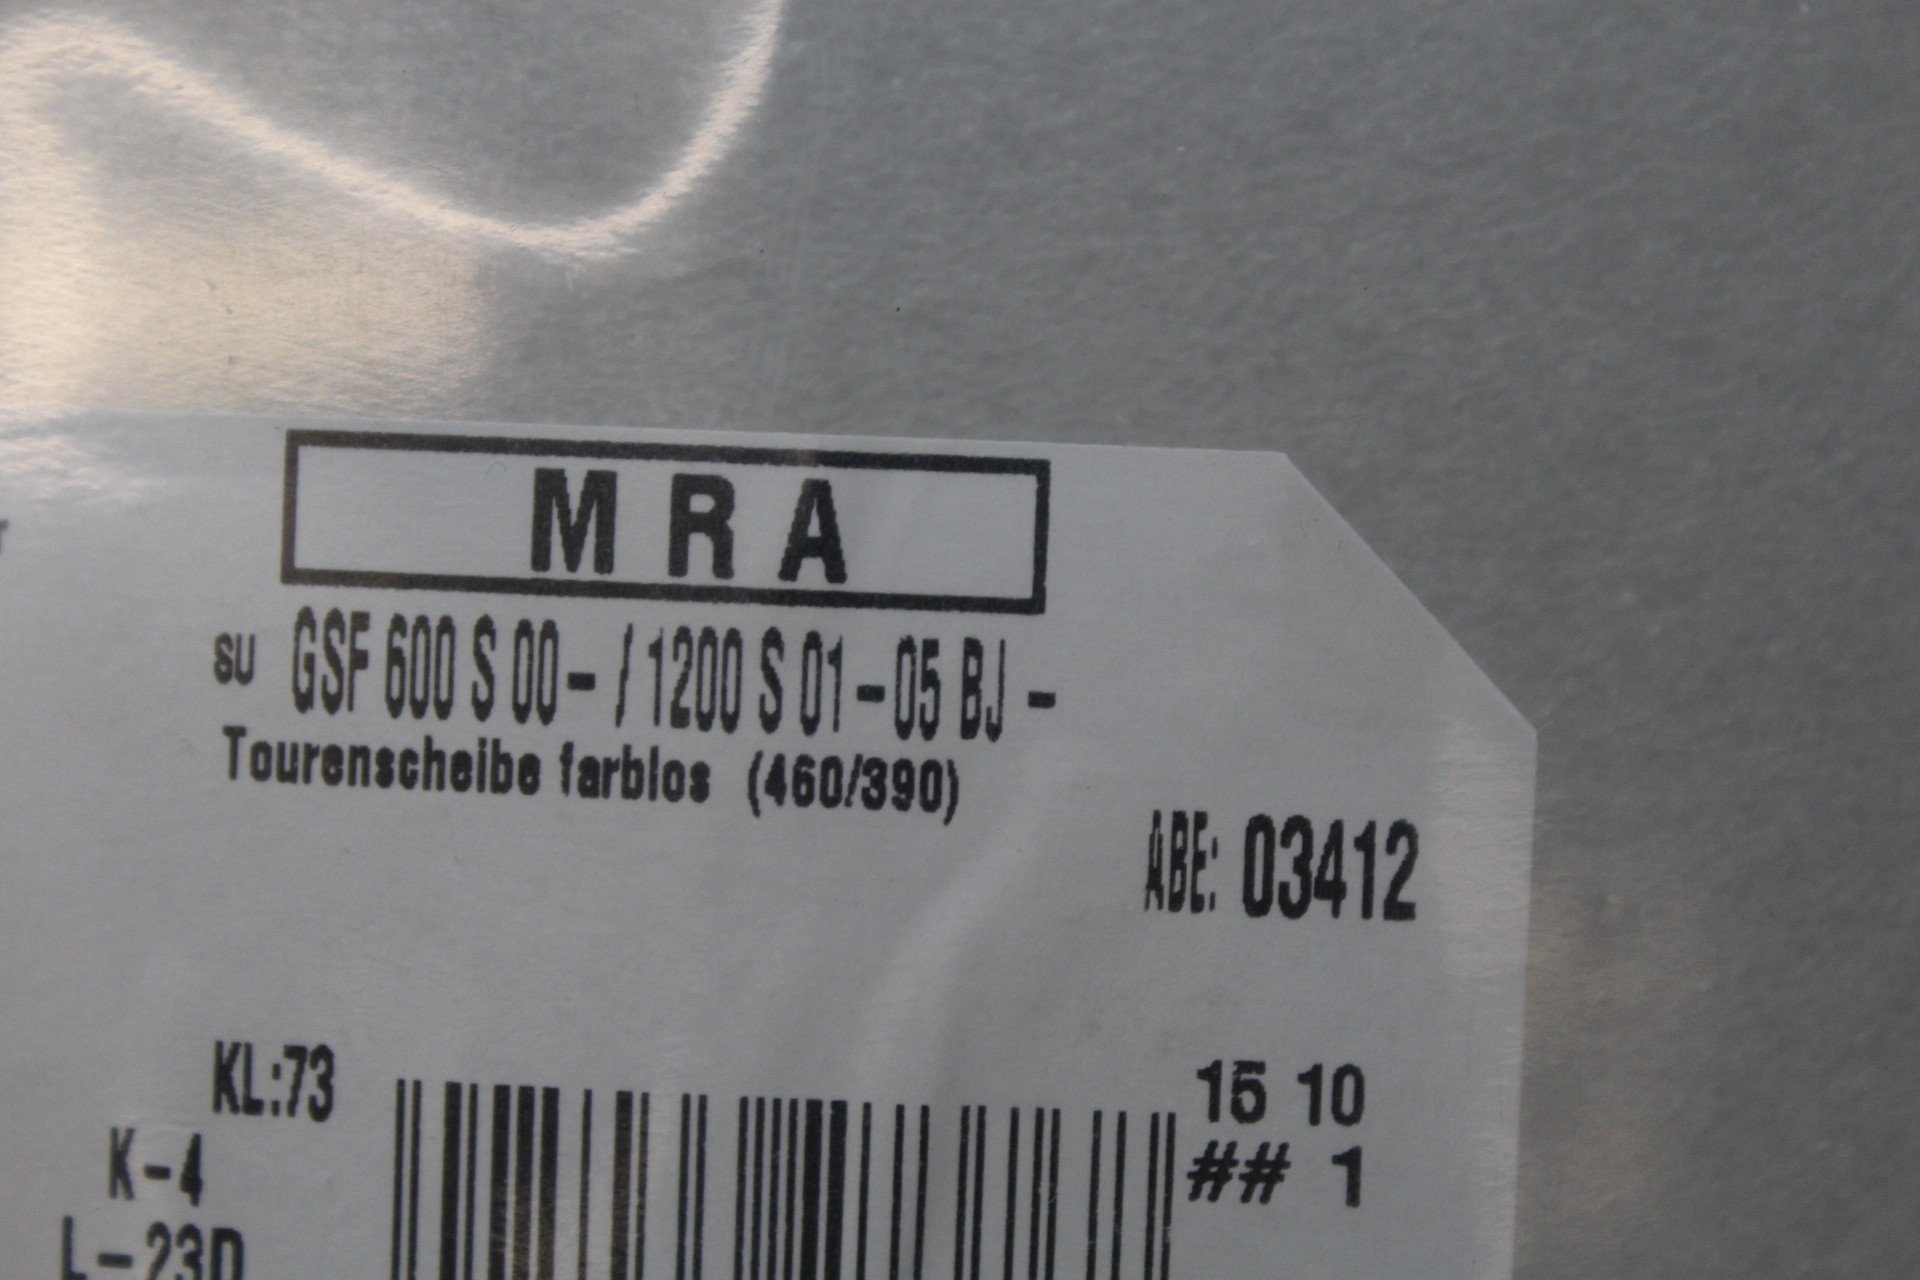 MRA
SU GSF 600 S 00- / 1200 S 01-05 BJ -
Tourenscheibe farblos (460/390)
ABE: 03412
KL:73
15 10
K-4
## 1
L-23D